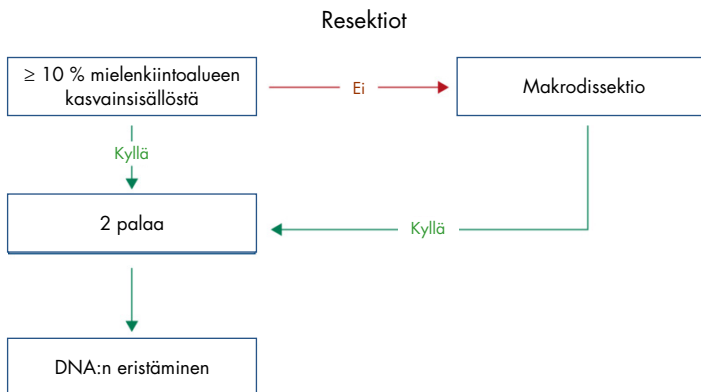 Resektiot
≥ 10 % mielenkiintoalueen
kasvainsisällöstä
Ei
Makrodissektio
Kyllä
2 palaa
Kyllä
DNA:n eristäminen